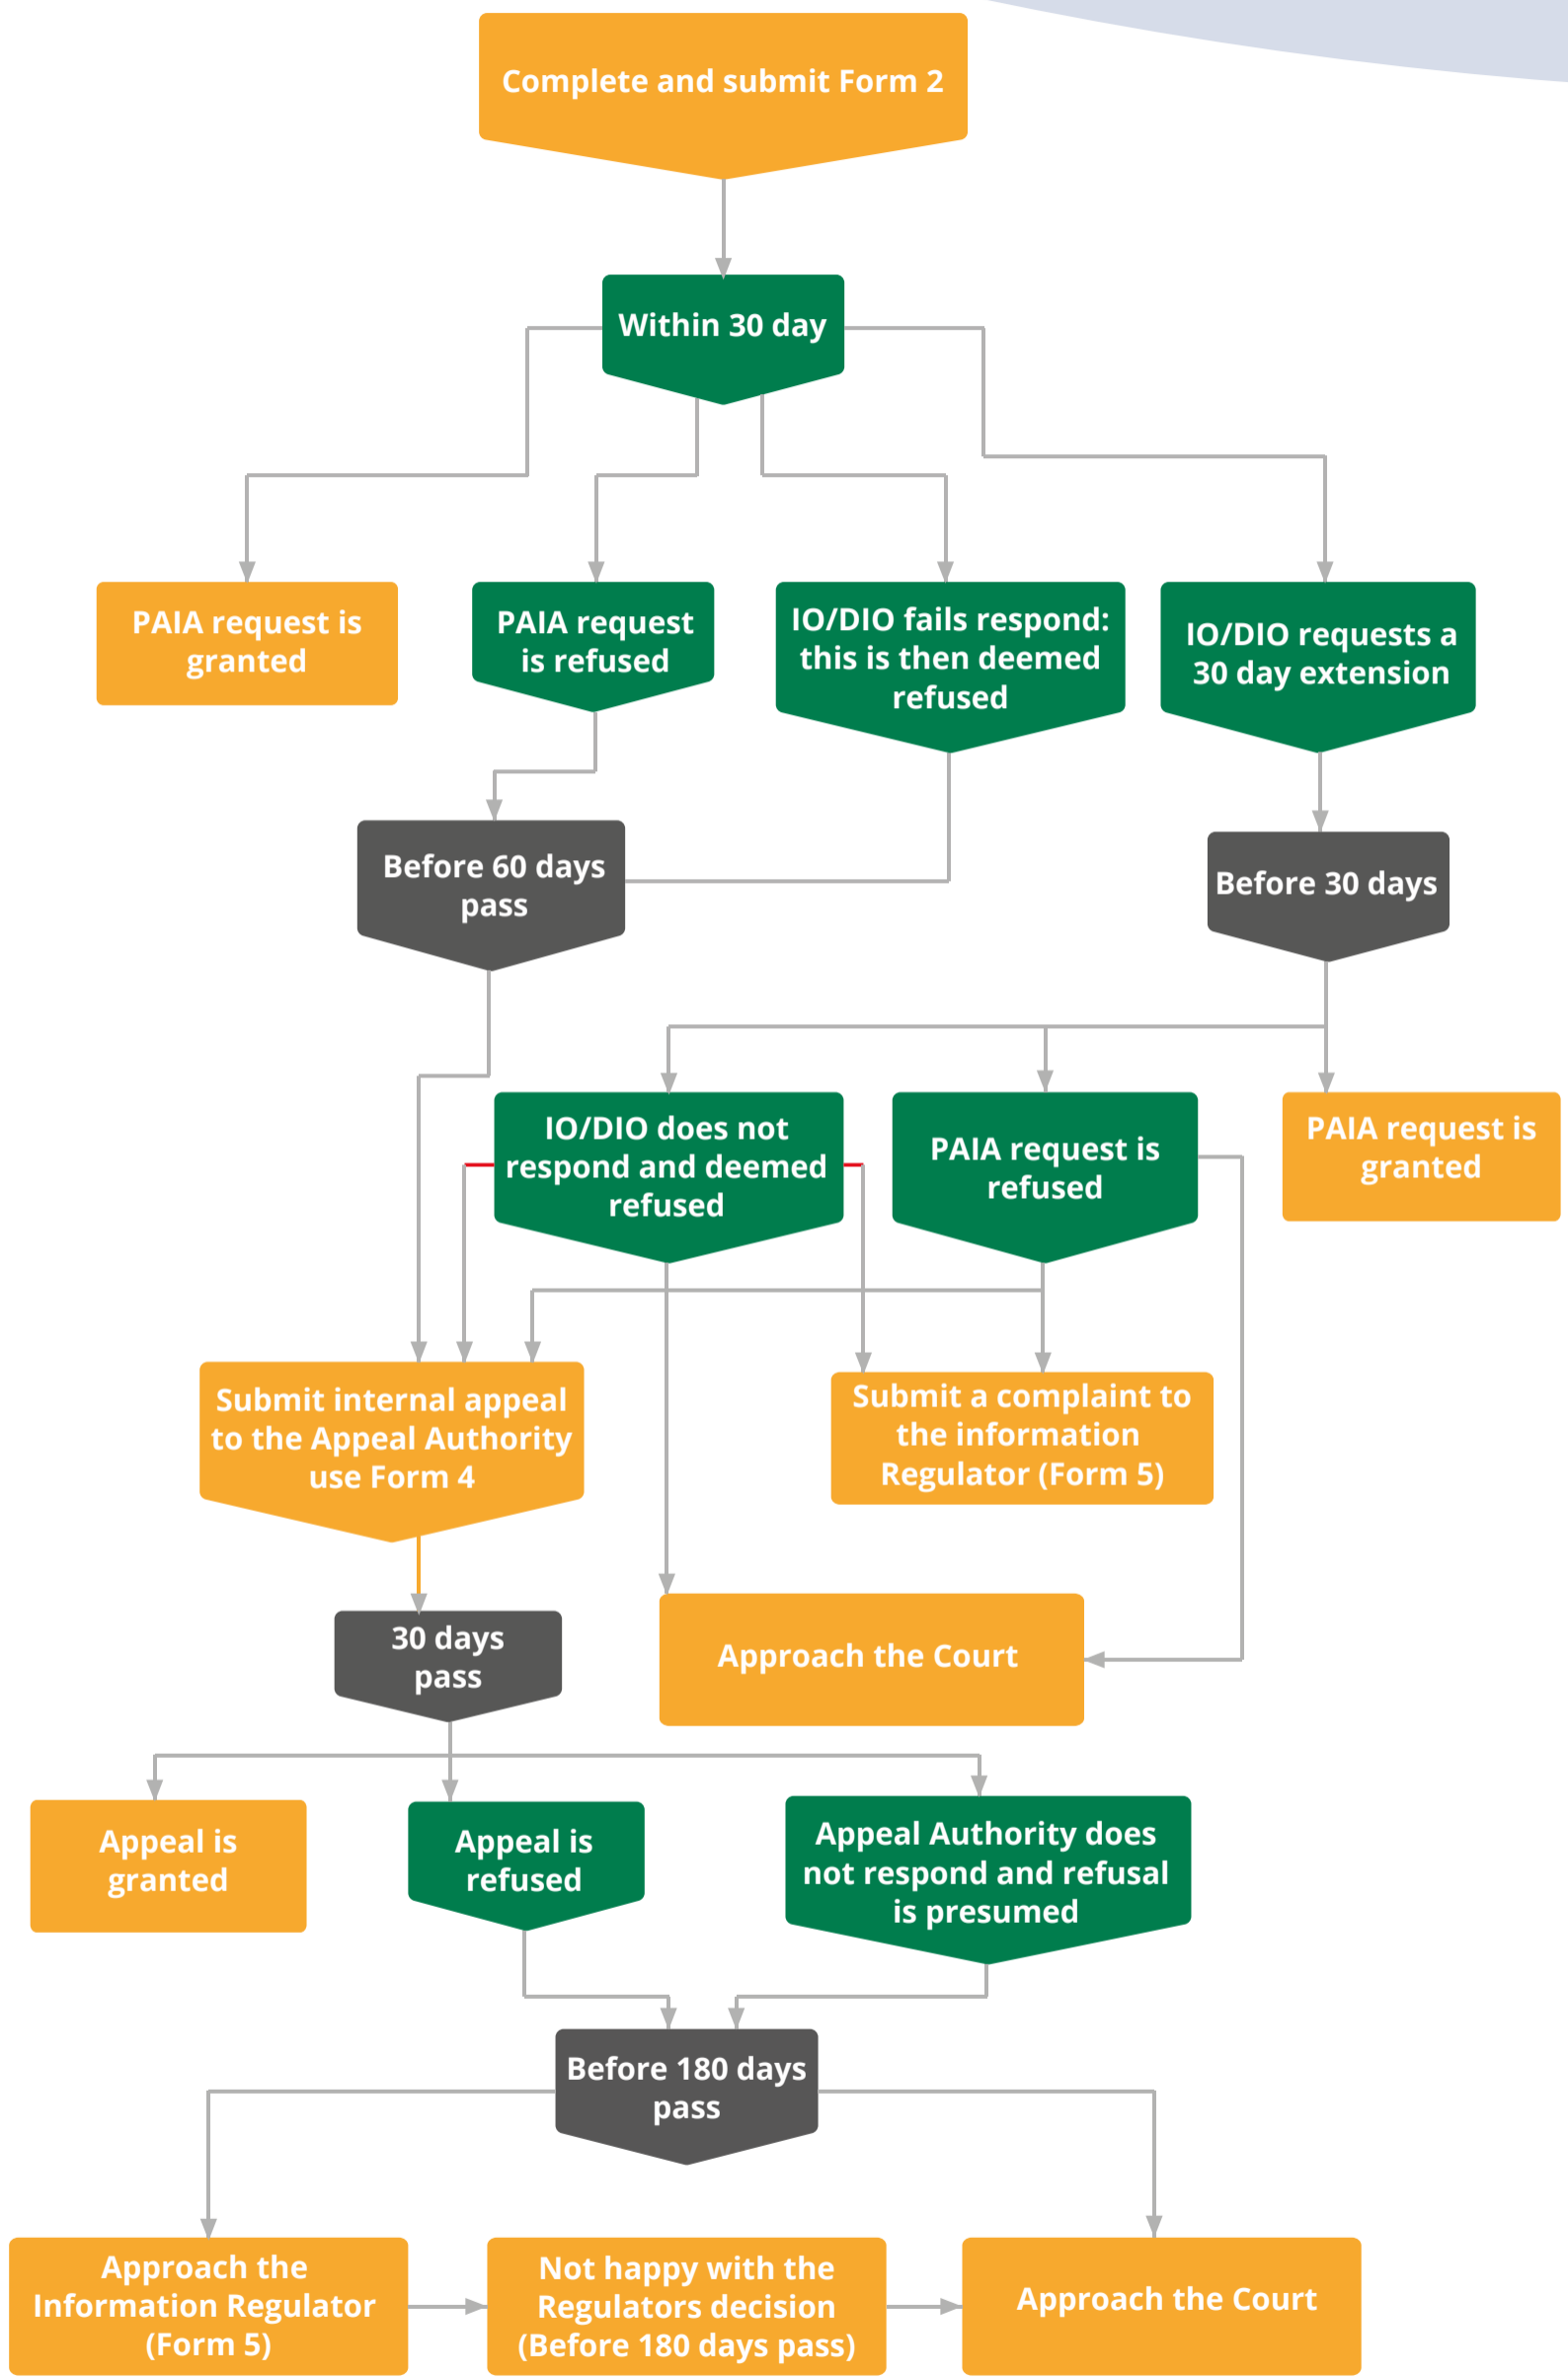 Complete and submit Form 2
Within 30 day
PAIA request is
granted
PAIA request
is refused
IO/DIO fails respond:
this is then deemed
refused
IO/DIO requests a
30 day extension
Before 60 days
pass
Before 30 days
IO/DIO does not
respond and deemed
refused
PAIA request is
refused
PAIA request is
granted
Submit internal appeal
to the Appeal Authority
use Form 4
Submit a complaint to
the information
Regulator (Form 5)
30 days
pass
Approach the Court
Appeal is
granted
Appeal is
refused
Appeal Authority does
not respond and refusal
is presumed
Before 180 days
pass
Approach the
Information Regulator
(Form 5)
Not happy with the
Regulators decision
(Before 180 days pass)
Approach the Court